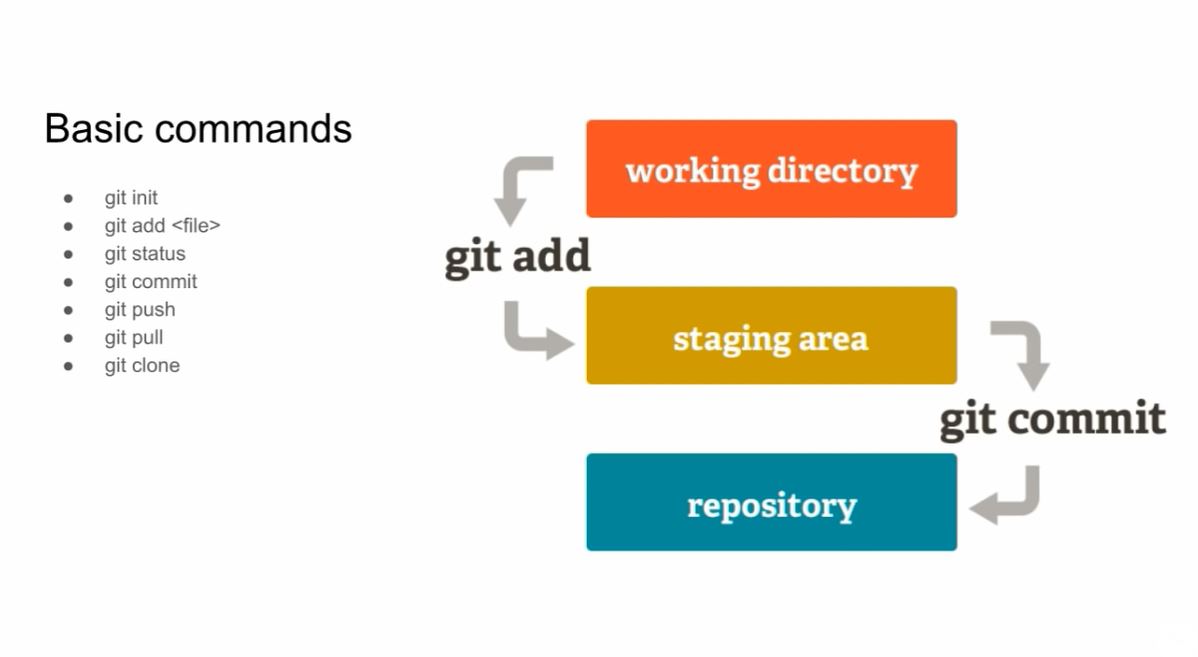 Basic commands
git init
git add <file>
git status
git commit
git push
git pull
git clone
working directory
git add
staging area
git commit
repository